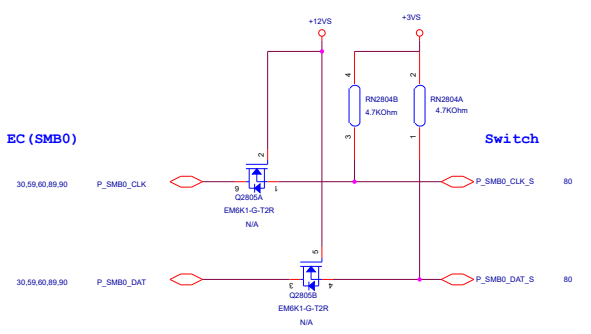 +12VS
+3VS
4
2
RN2804B
RN2804A
4.7KOhm
4.7KOhm
EC(SMB0)
3
1
Switch
2
30,59,60,89,90
P_SMB0_CLK
6
1
P_SMB0_CLK_S
80
Q2805A
EM6K1-G-T2R
N/A
5
30,59,60,89,90
P_SMB0_DAT
3
4
P_SMB0_DAT_S
80
Q2805B
EM6K1-G-T2R
N/A